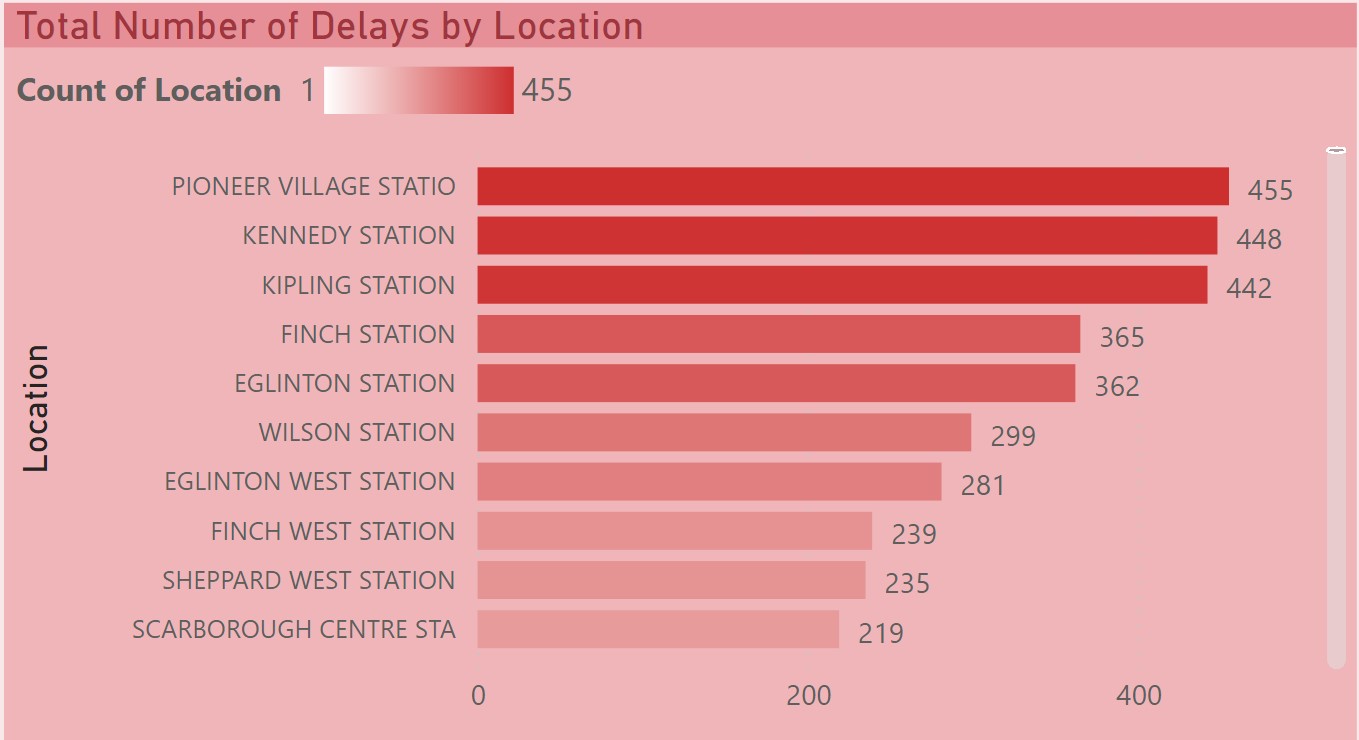 Total Number of Delays by Location
Count of Location 1 455
Location
PIONEER VILLAGE STATIO 455
KENNEDY STATION 448
KIPLING STATION 442
FINCH STATION 365
EGLINTON STATION 362
WILSON STATION 299
EGLINTON WEST STATION 281
FINCH WEST STATION 239
SHEPPARD WEST STATION 235
SCARBOROUGH CENTRE STA 219
0 200 400